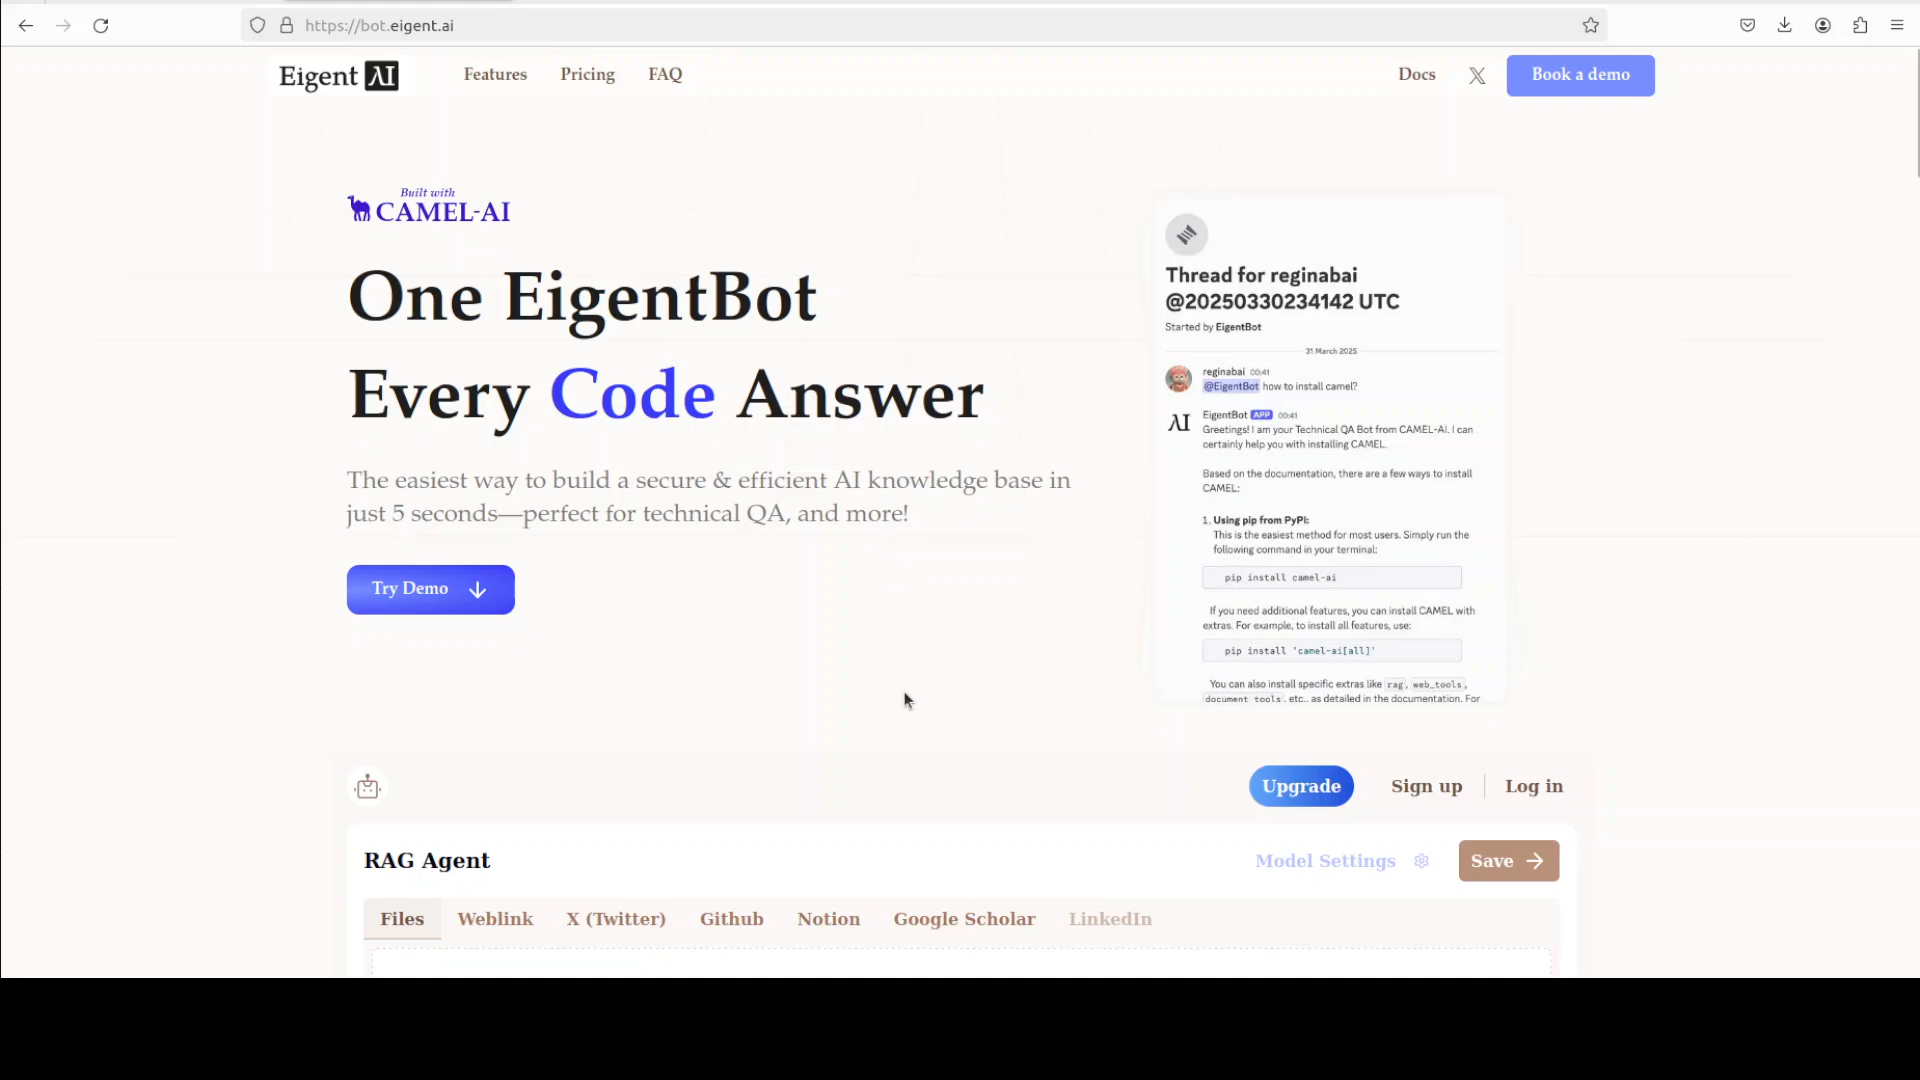 https://bot.eigent.ai
Eigent AI
Features
Pricing
FAQ
Docs
X
Book a demo
Built with
CAMEL-AI
One EigentBot
Every Code Answer
The easiest way to build a secure & efficient AI knowledge base in
just 5 seconds—perfect for technical QA, and more!
Try Demo
Thread for reginabai
@20250330234142 UTC
Started by EigentBot
31 March 2025
reginabai 00:41
@EigentBot how to install camel?
EigentBot APP 00:41
Greetings! I am your Technical QA Bot from CAMEL-AI. I can
certainly help you with installing CAMEL.
Based on the documentation, there are a few ways to install
CAMEL:
1. Using pip from PyPI:
This is the easiest method for most users. Simply run the
following command in your terminal:
pip install camel-ai
If you need additional features, you can install CAMEL with
extras. For example, to install all features, use:
pip install 'camel-ai[all]'
You can also install specific extras like rag, web_tools,
document_tools, etc., as detailed in the documentation. For
Upgrade
Sign up
Log in
RAG Agent
Model Settings
Save
Files
Weblink
X (Twitter)
Github
Notion
Google Scholar
LinkedIn